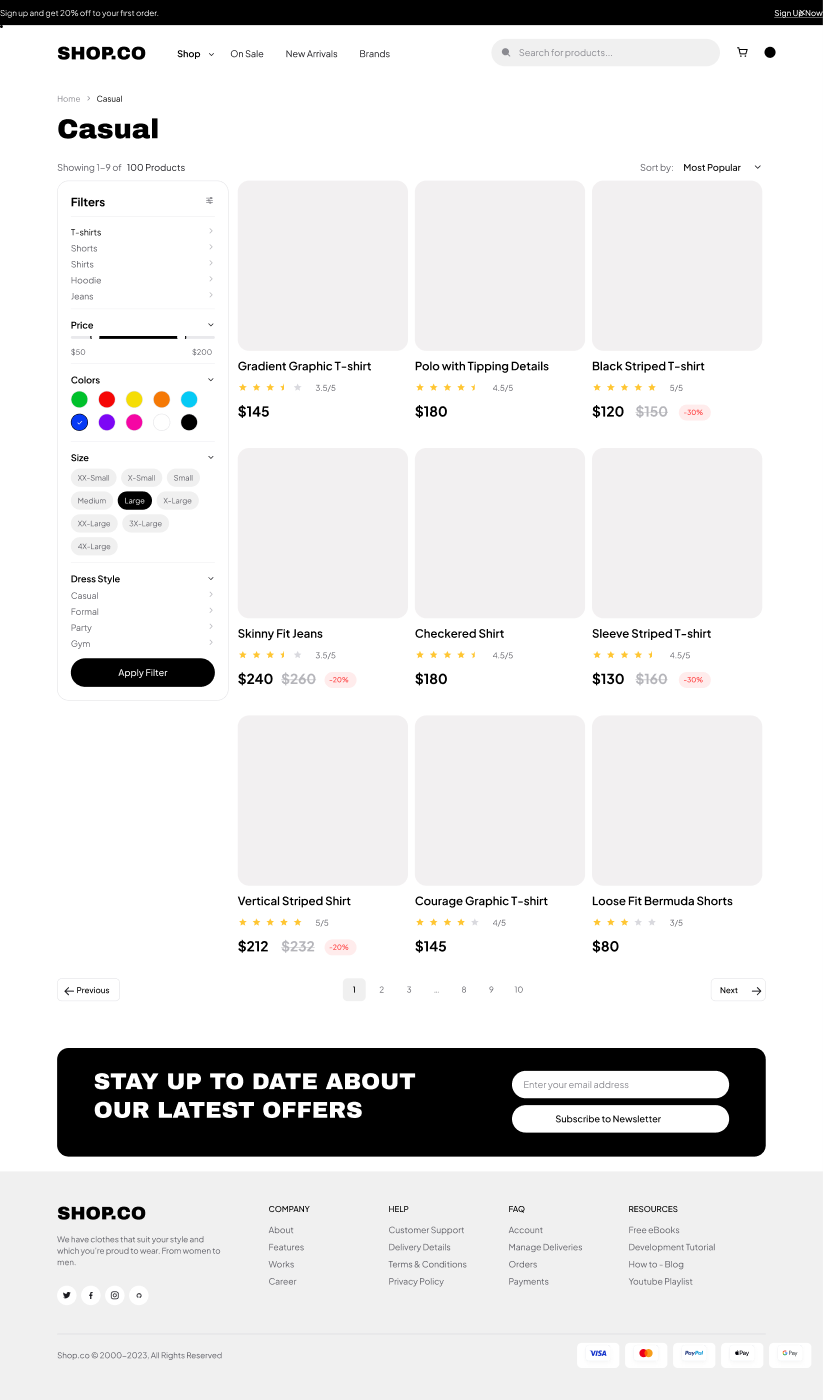 Sign up and get 20% off to your first order.
Sign Up Now
SHOP.CO
Shop
On Sale
New Arrivals
Brands
Search for products...
Home
Casual
Casual
Showing 1-9 of 100 Products
Sort by: Most Popular
Filters
T-shirts
Shorts
Shirts
Hoodie
Jeans
Price
$50
$200
Colors
Size
XX-Small
X-Small
Small
Medium
Large
X-Large
XX-Large
3X-Large
4X-Large
Dress Style
Casual
Formal
Party
Gym
Apply Filter
Gradient Graphic T-shirt
3.5/5
$145
Polo with Tipping Details
4.5/5
$180
Black Striped T-shirt
5/5
$120 $150 -30%
Skinny Fit Jeans
3.5/5
$240 $260 -20%
Checkered Shirt
4.5/5
$180
Sleeve Striped T-shirt
4.5/5
$130 $160 -30%
Vertical Striped Shirt
5/5
$212 $232 -20%
Courage Graphic T-shirt
4/5
$145
Loose Fit Bermuda Shorts
3/5
$80
Previous
1 2 3 ... 8 9 10
Next
STAY UP TO DATE ABOUT
OUR LATEST OFFERS
Enter your email address
Subscribe to Newsletter
SHOP.CO
We have clothes that suit your style and
which you're proud to wear. From women to
men.
COMPANY
About
Features
Works
Career
HELP
Customer Support
Delivery Details
Terms & Conditions
Privacy Policy
FAQ
Account
Manage Deliveries
Orders
Payments
RESOURCES
Free eBooks
Development Tutorial
How to - Blog
Youtube Playlist
Shop.co © 2000-2023, All Rights Reserved
VISA
PayPal
Pay
G Pay